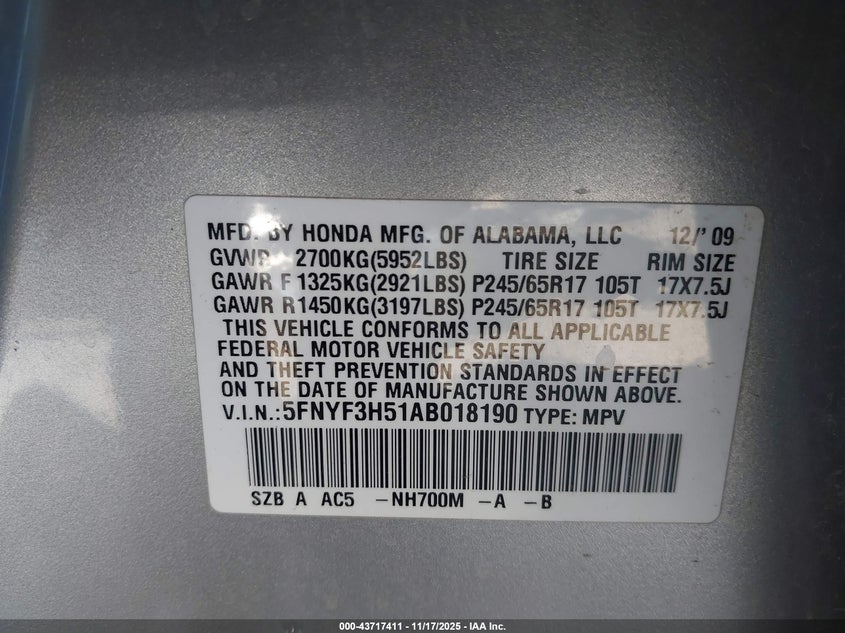 MFD. BY HONDA MFG. OF ALABAMA, LLC 12/'09
GVWR 2700KG(5952LBS) TIRE SIZE RIM SIZE
GAWR F 1325KG(2921LBS) P245/65R17 105T 17X7.5J
GAWR R 1450KG(3197LBS) P245/65R17 105T 17X7.5J
THIS VEHICLE CONFORMS TO ALL APPLICABLE
FEDERAL MOTOR VEHICLE SAFETY
AND THEFT PREVENTION STANDARDS IN EFFECT
ON THE DATE OF MANUFACTURE SHOWN ABOVE.
V.I.N.:5FNYF3H51AB018190 TYPE: MPV
SZB A AC5 -NH700M -A -B
000-43717411 - 11/17/2025 - IAA Inc.